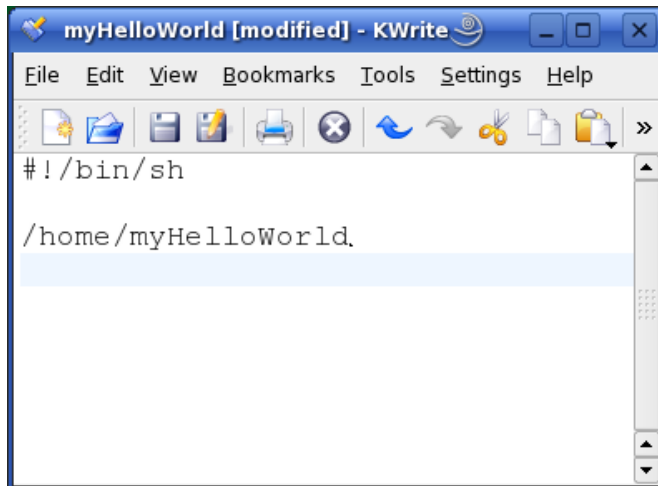 myHelloWorld [modified] - KWrite
File Edit View Bookmarks Tools Settings Help
»
#!/bin/sh
/home/myHelloWorld